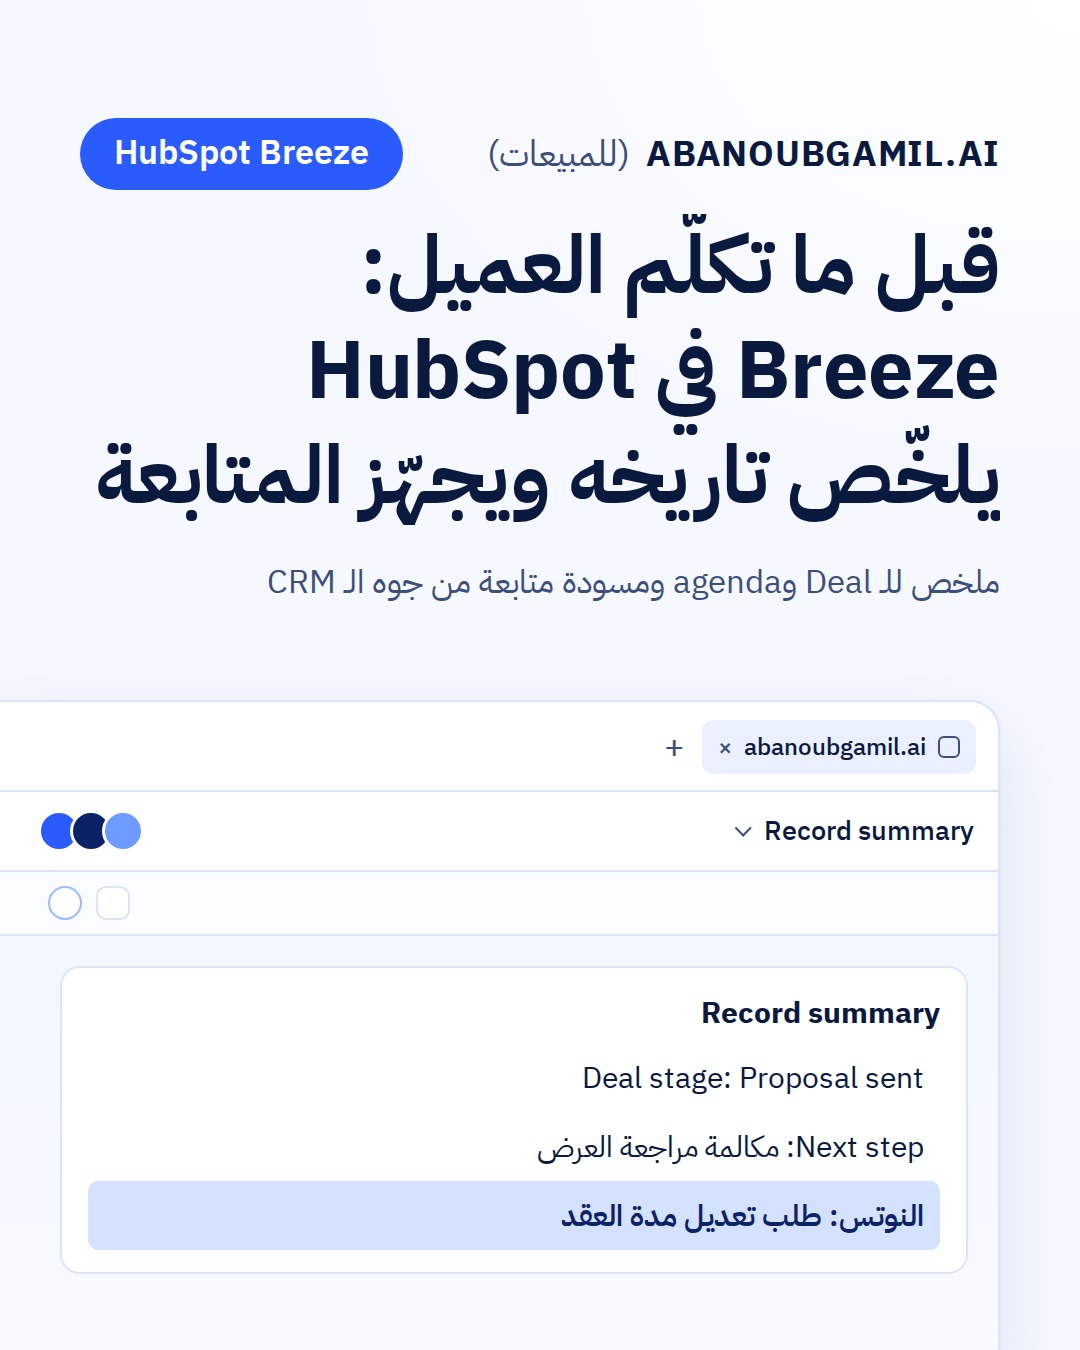 ABANOUBGAMIL.AI (للمبيعات)
HubSpot Breeze
قبل ما تكلّم العميل:
Breeze في HubSpot
يلخّص تاريخه ويجهّز المتابعة
ملخص للـ Deal وagenda ومسودة متابعة من جوه الـ CRM
abanoubgamil.ai × +
Record summary
Record summary
Deal stage: Proposal sent
Next step: مكالمة مراجعة العرض
النوتس: طلب تعديل مدة العقد